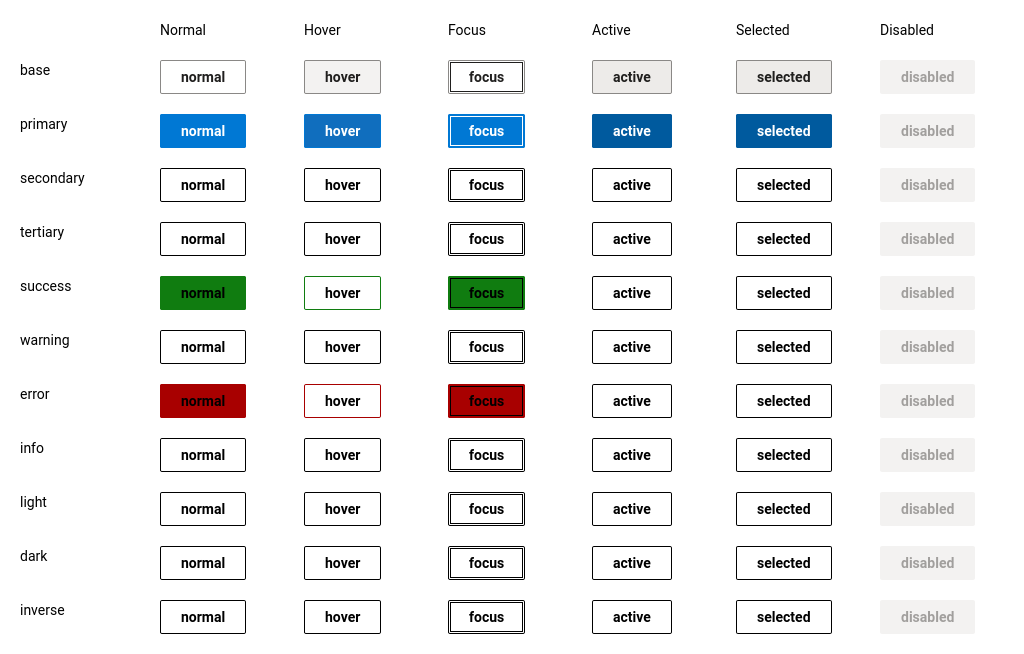 Normal Hover Focus Active Selected Disabled
base normal hover focus active selected disabled
primary normal hover focus active selected disabled
secondary normal hover focus active selected disabled
tertiary normal hover focus active selected disabled
success normal hover focus active selected disabled
warning normal hover focus active selected disabled
error normal hover focus active selected disabled
info normal hover focus active selected disabled
light normal hover focus active selected disabled
dark normal hover focus active selected disabled
inverse normal hover focus active selected disabled